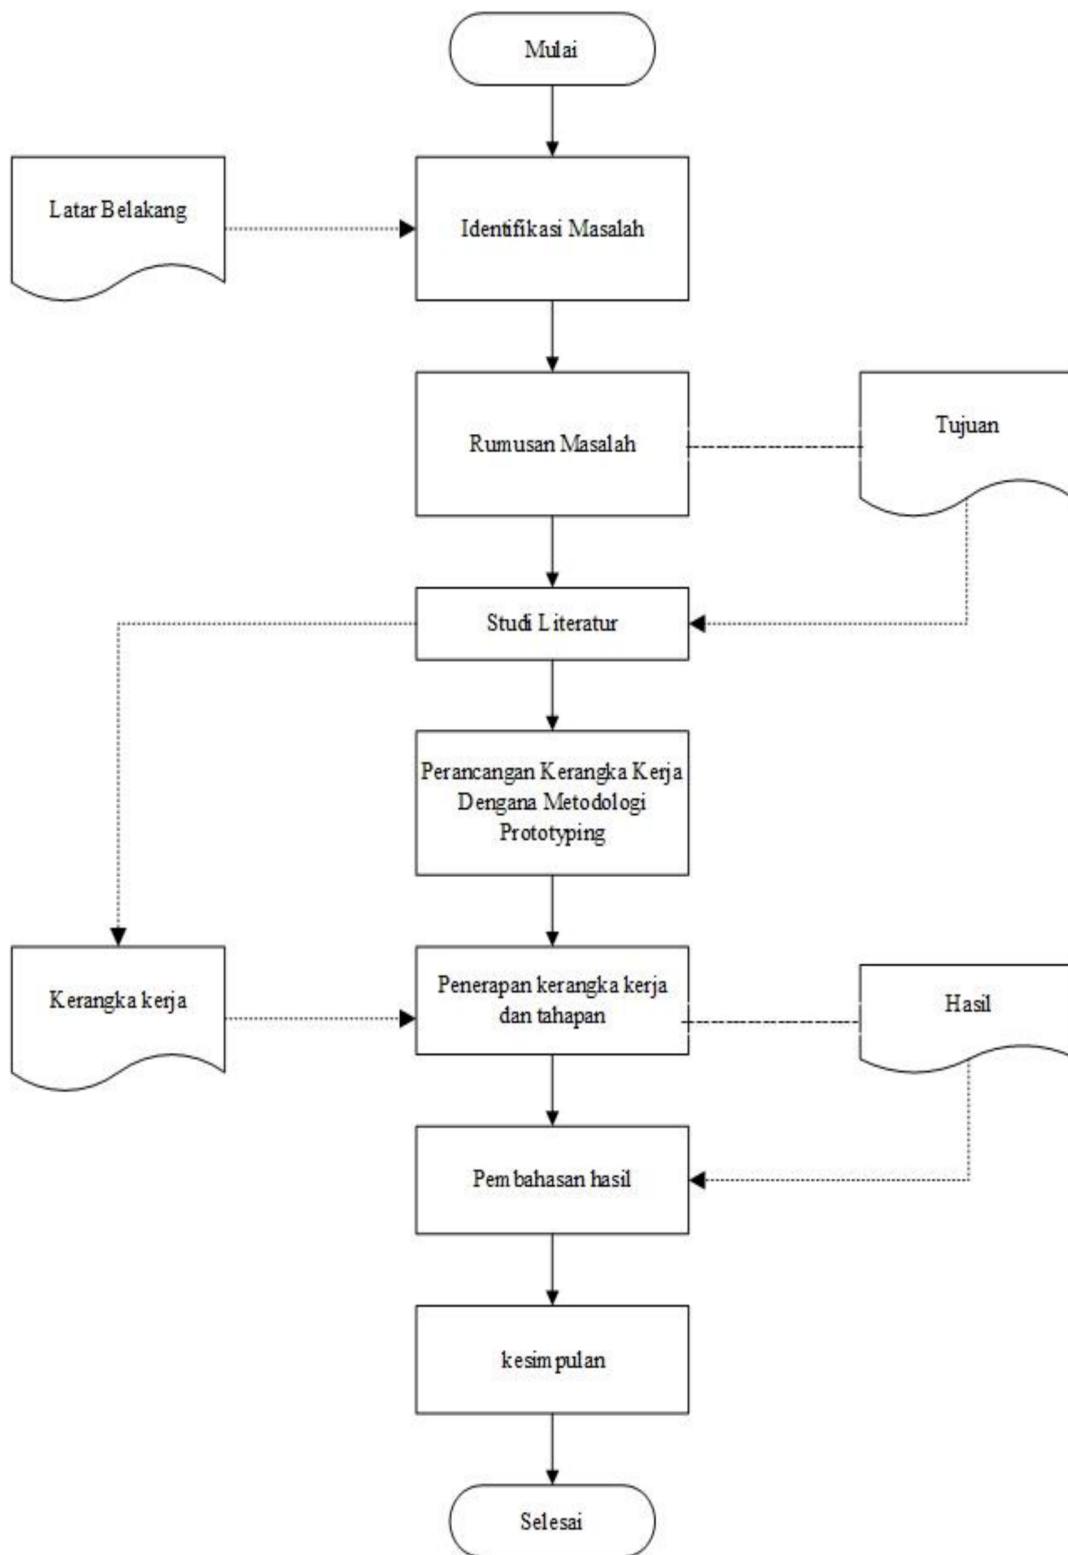 Mulai
Latar Belakang
Identifikasi Masalah
Rumusan Masalah
Tujuan
Studi Literatur
Perancangan Kerangka Kerja
Dengana Metodologi
Prototyping
Kerangka kerja
Penerapan kerangka kerja
dan tahapan
Hasil
Pembahasan hasil
kesimpulan
Selesai